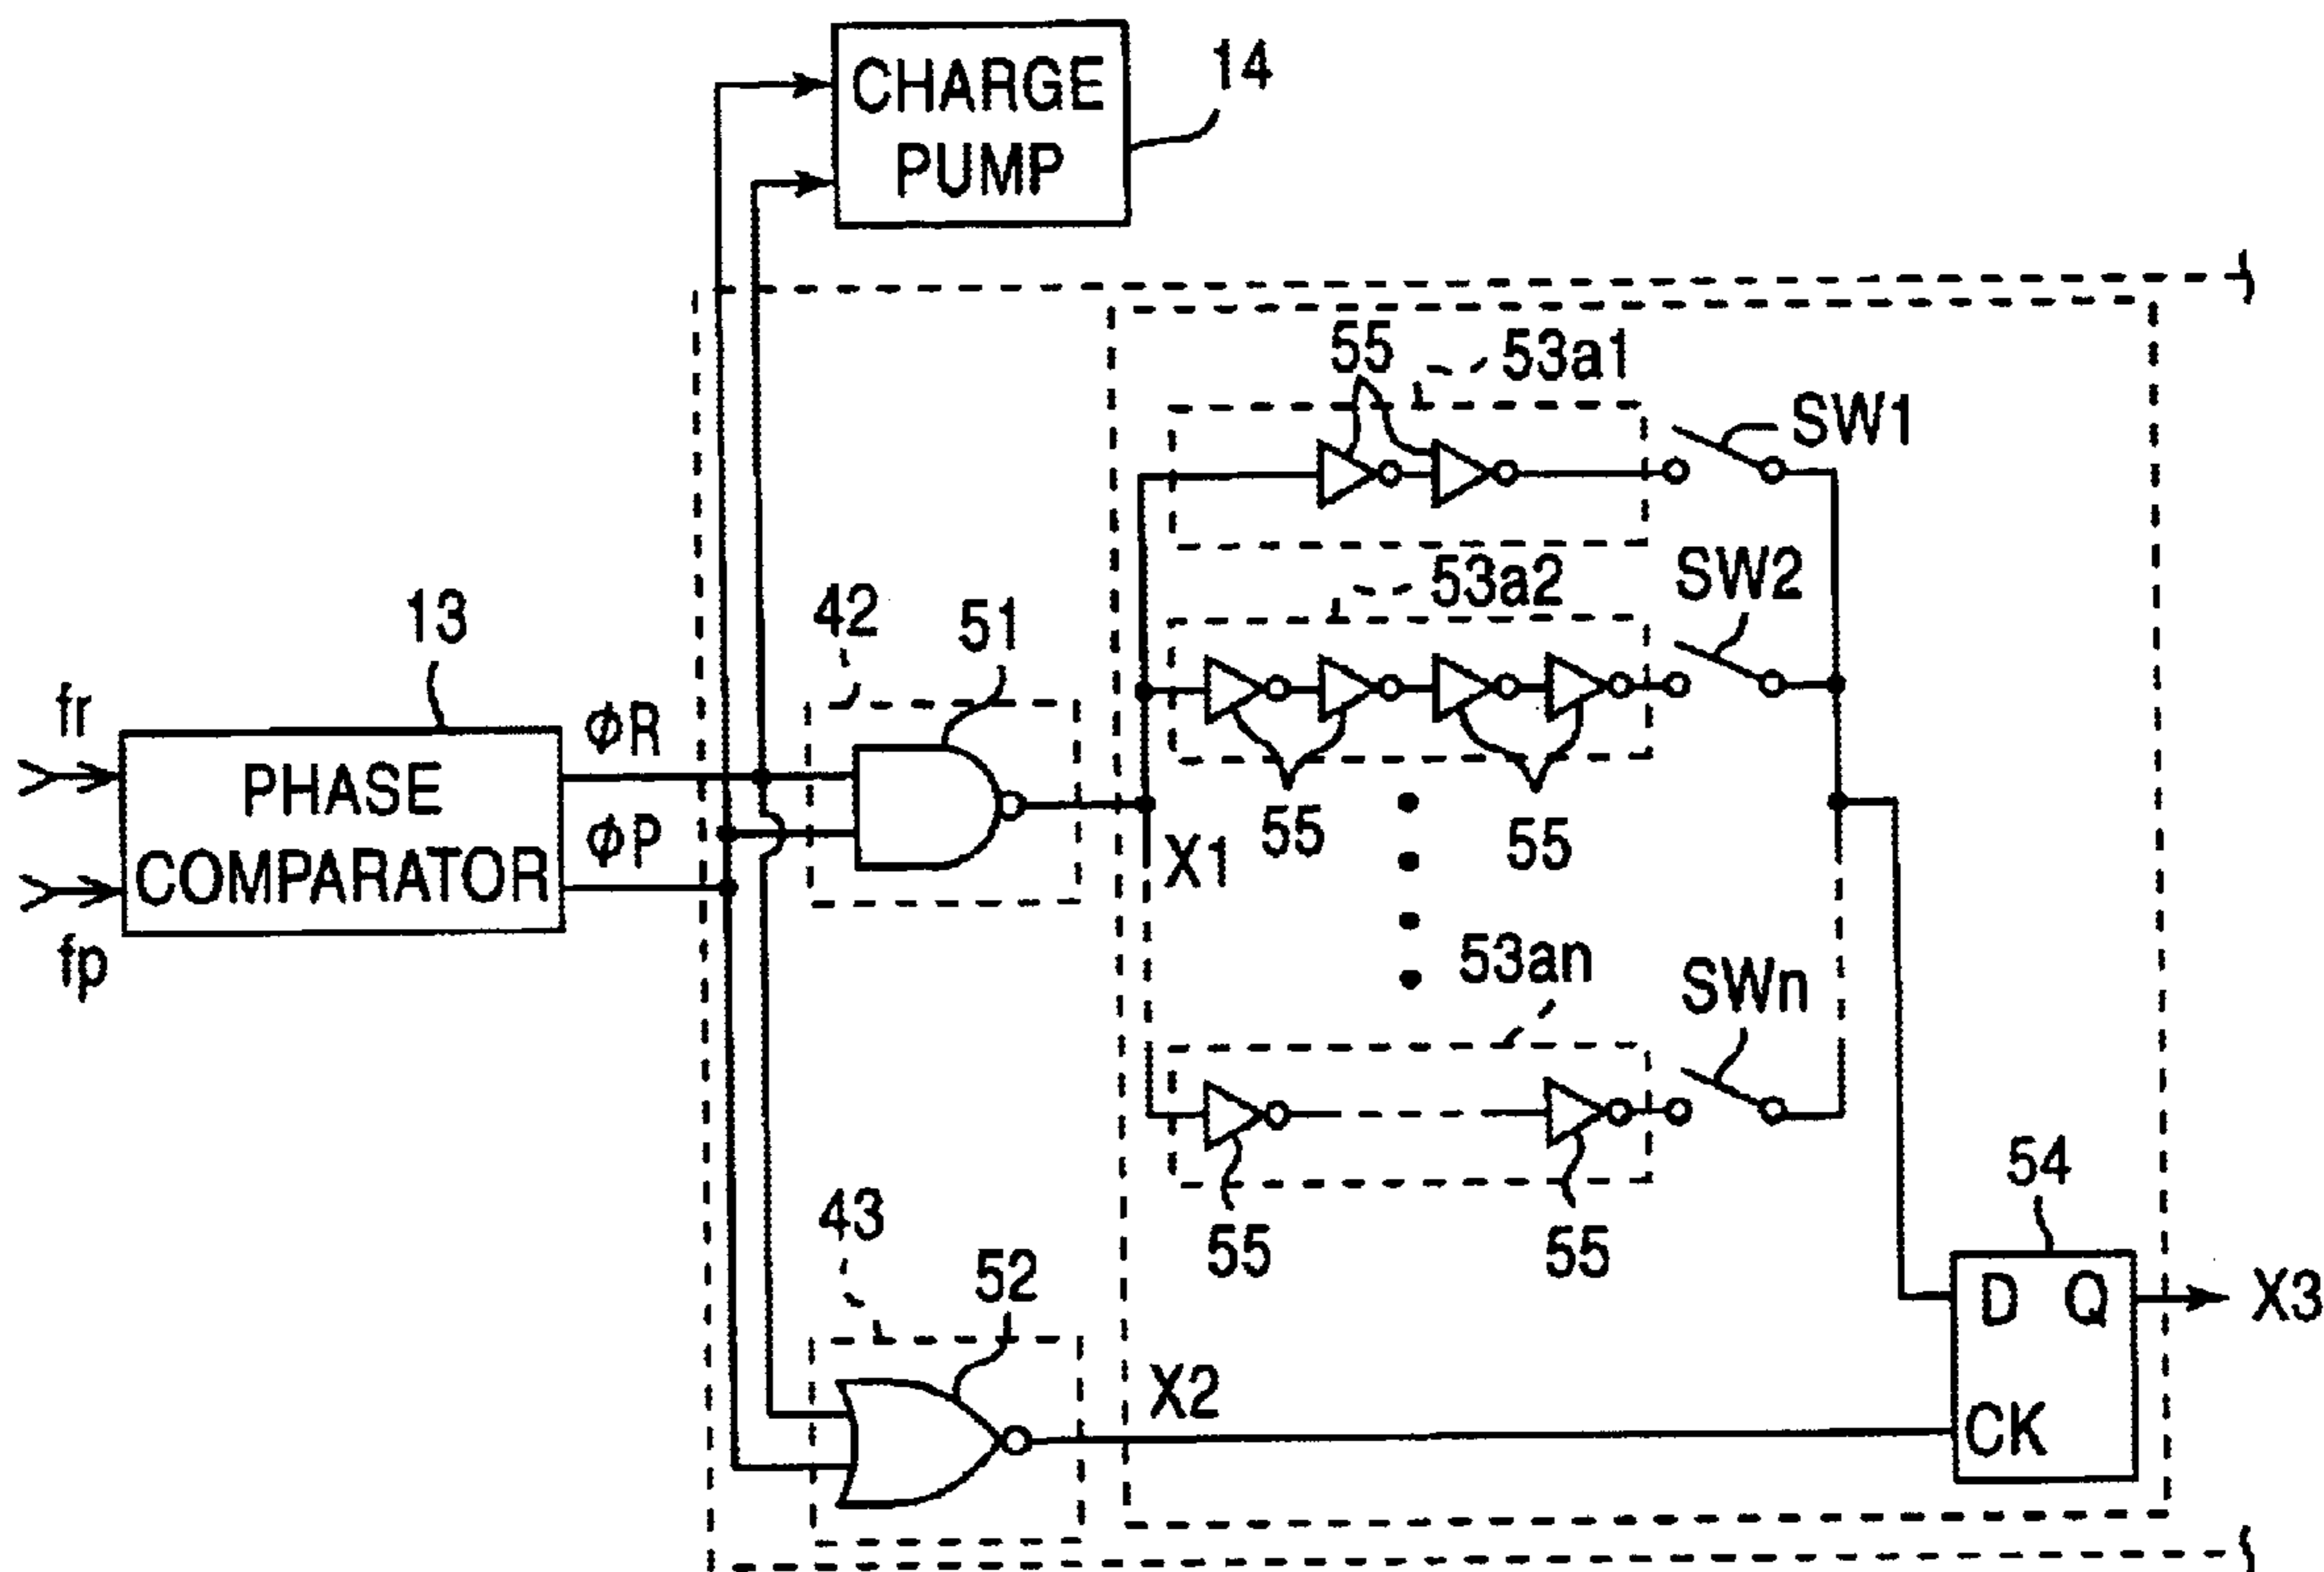 CHARGE
PUMP
14
55
53a1
SW1
53a2
SW2
13
42
51
fr
ϕR
PHASE
COMPARATOR
ϕP
fp
X1
55
55
53an
SWn
55
55
43
52
54
D Q
X3
X2
CK